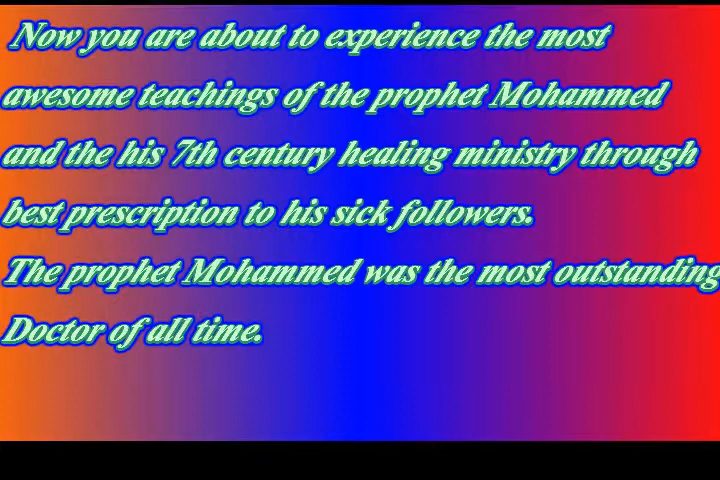 Now you are about to experience the most
awesome teachings of the prophet Mohammed
and the his 7th century healing ministry through
best prescription to his sick followers.
The prophet Mohammed was the most outstanding
Doctor of all time.